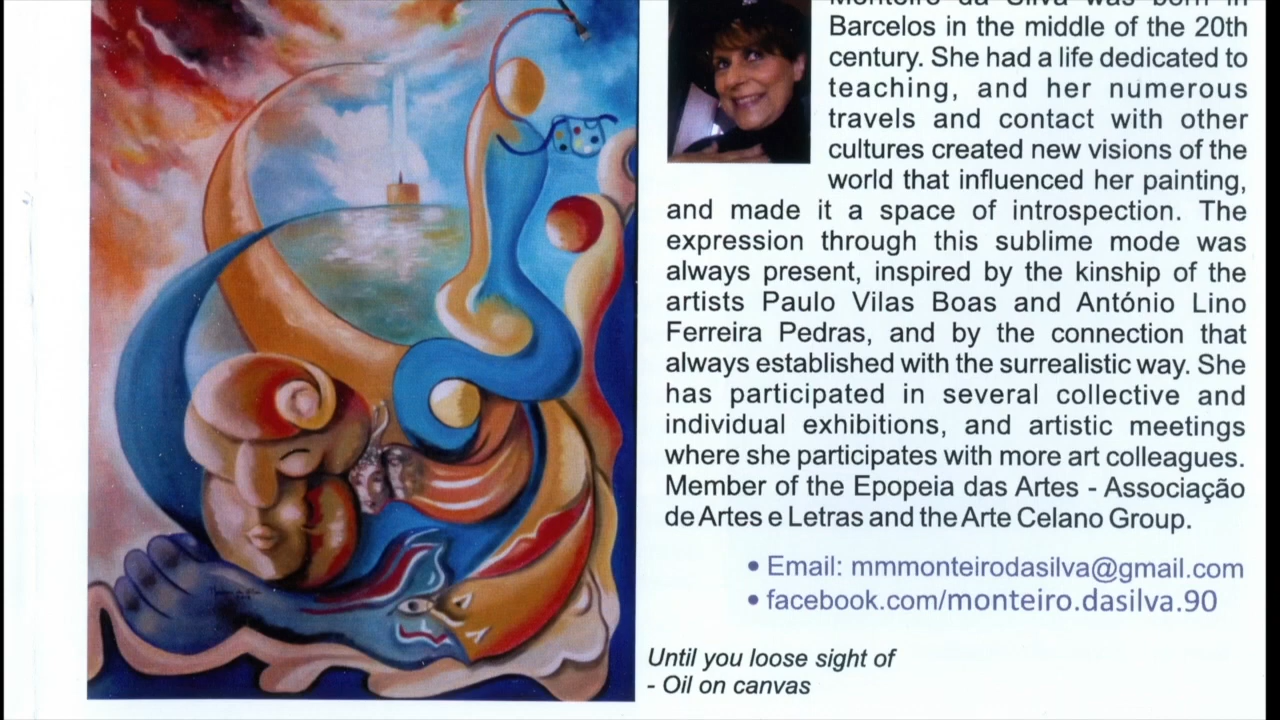 Monteiro da Silva was born in
Barcelos in the middle of the 20th
century. She had a life dedicated to
teaching, and her numerous
travels and contact with other
cultures created new visions of the
world that influenced her painting,
and made it a space of introspection. The
expression through this sublime mode was
always present, inspired by the kinship of the
artists Paulo Vilas Boas and António Lino
Ferreira Pedras, and by the connection that
always established with the surrealistic way. She
has participated in several collective and
individual exhibitions, and artistic meetings
where she participates with more art colleagues.
Member of the Epopeia das Artes - Associação
de Artes e Letras and the Arte Celano Group.
• Email: mmmonteirodasilva@gmail.com
• facebook.com/monteiro.dasilva.90
Until you loose sight of
- Oil on canvas